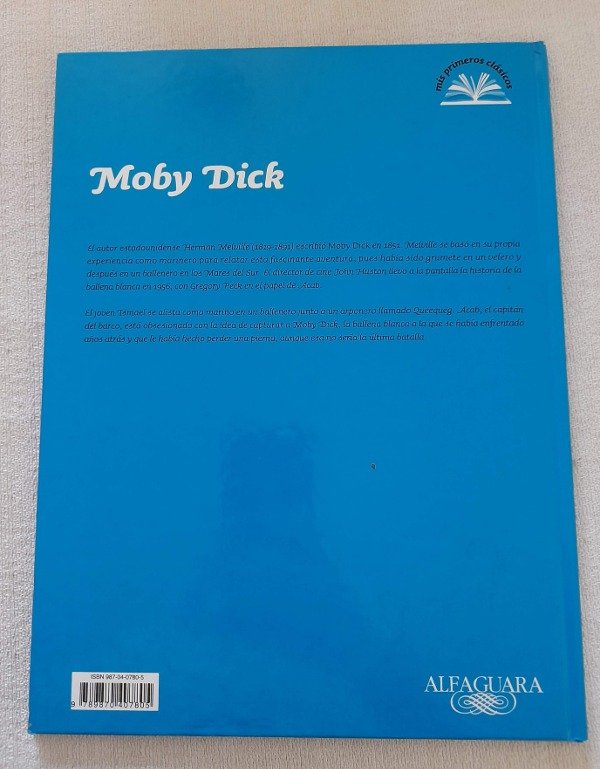 mis primeros clásicos
Moby Dick
El autor estadounidense Herman Melville (1819-1891) escribió Moby Dick en 1851. Melville se basó en su propia
experiencia como marinero para relatar esta fascinante aventura, pues había sido grumete en un velero y
después en un ballenero en los Mares del Sur. El director de cine John Huston llevó a la pantalla la historia de la
ballena blanca en 1956, con Gregory Peck en el papel de Acab.
El joven Ismael se alista como marino en un ballenero junto a un arponero llamado Queequeg. Acab, el capitán
del barco, está obsesionado con la idea de capturar a Moby Dick, la ballena blanca a la que se había enfrentado
años atrás y que le había hecho perder una pierna, aunque esa no sería la última batalla.
ISBN 987-04-0780-5
9 789870 407805
ALFAGUARA